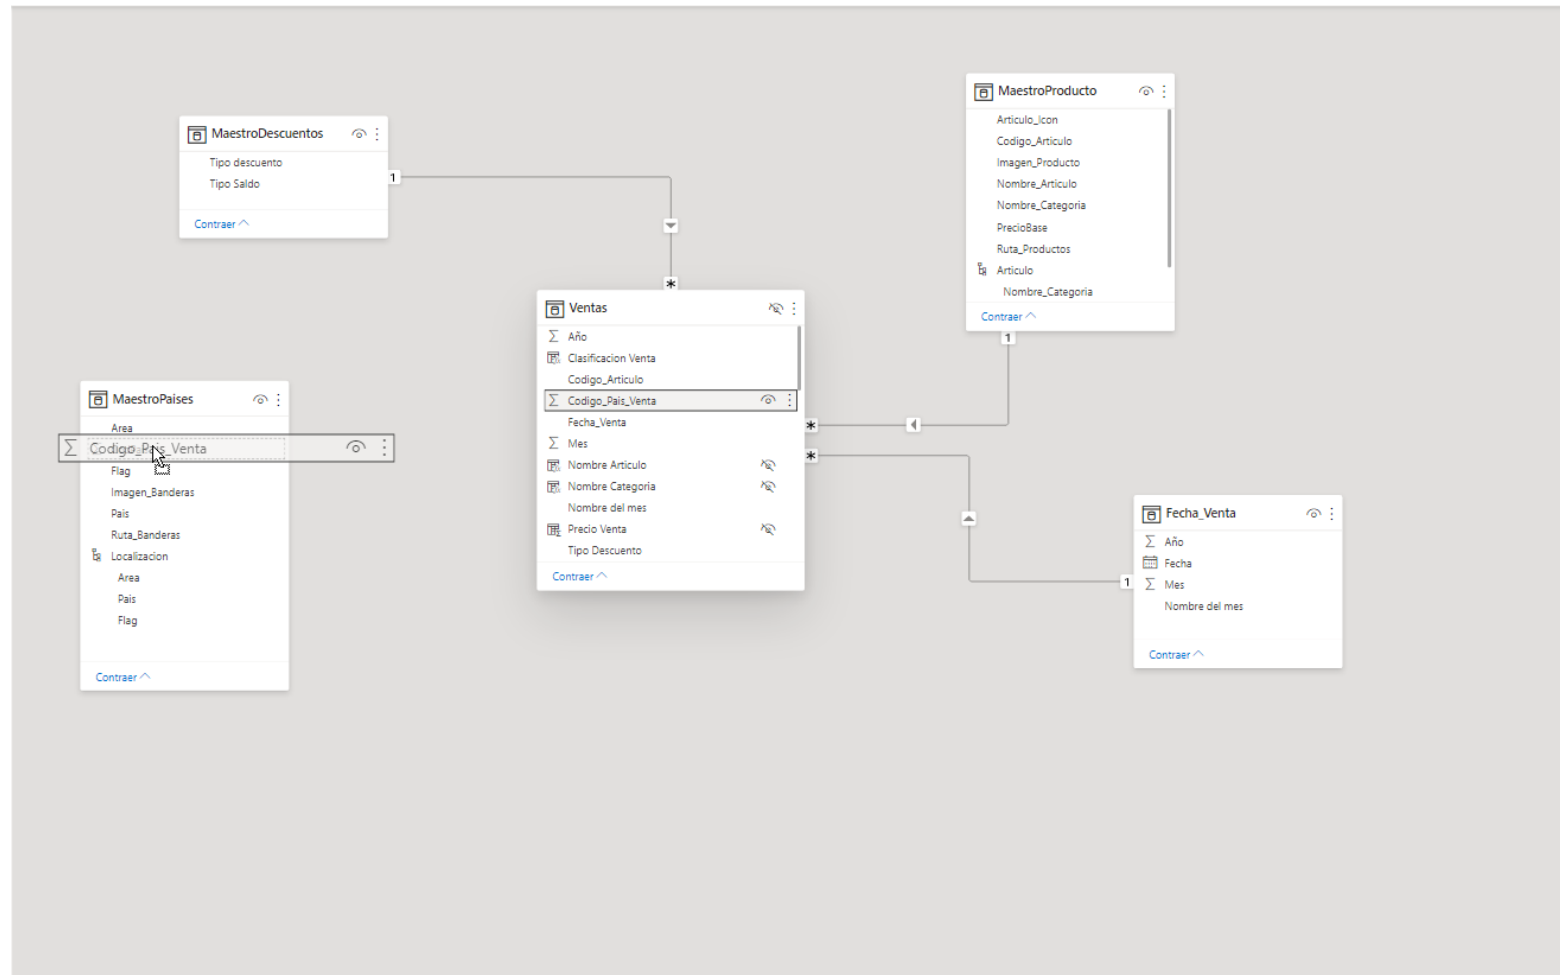 MaestroDescuentos
Tipo descuento
Tipo Saldo
Contraer
1
*
MaestroProducto
Articulo_Icon
Codigo_Articulo
Imagen_Producto
Nombre_Articulo
Nombre_Categoria
PrecioBase
Ruta_Productos
Articulo
Nombre_Categoria
Contraer
1
Ventas
Año
Clasificacion Venta
Codigo_Articulo
Codigo_Pais_Venta
Fecha_Venta
Mes
Nombre Articulo
Nombre Categoria
Nombre del mes
Precio Venta
Tipo Descuento
Contraer
*
*
MaestroPaises
Area
Codigo_Pais_Venta
Flag
Imagen_Banderas
Pais
Ruta_Banderas
Localizacion
Area
Pais
Flag
Contraer
Fecha_Venta
Año
Fecha
Mes
Nombre del mes
Contraer
1